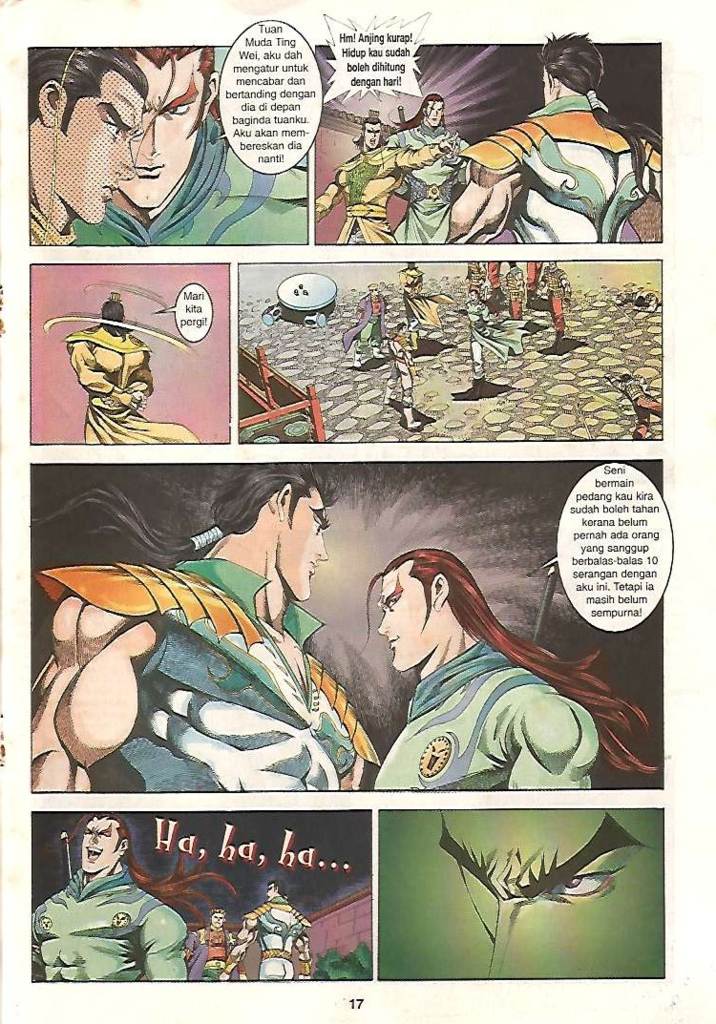 Tuan
Muda Ting
Wei, aku dah
mengatur untuk
mencabar dan
bertanding dengan
dia di depan
baginda tuanku.
Aku akan mem-
bereskan dia
nanti!
Hm! Anjing kurap!
Hidup kau sudah
boleh dihitung
dengan hari!
Mari
kita
pergi!
Seni
bermain
pedang kau kira
sudah boleh tahan
kerana belum
pernah ada orang
yang sanggup
berbalas-balas 10
serangan dengan
aku ini. Tetapi ia
masih belum
sempurna!
Ha, ha, ha...
17